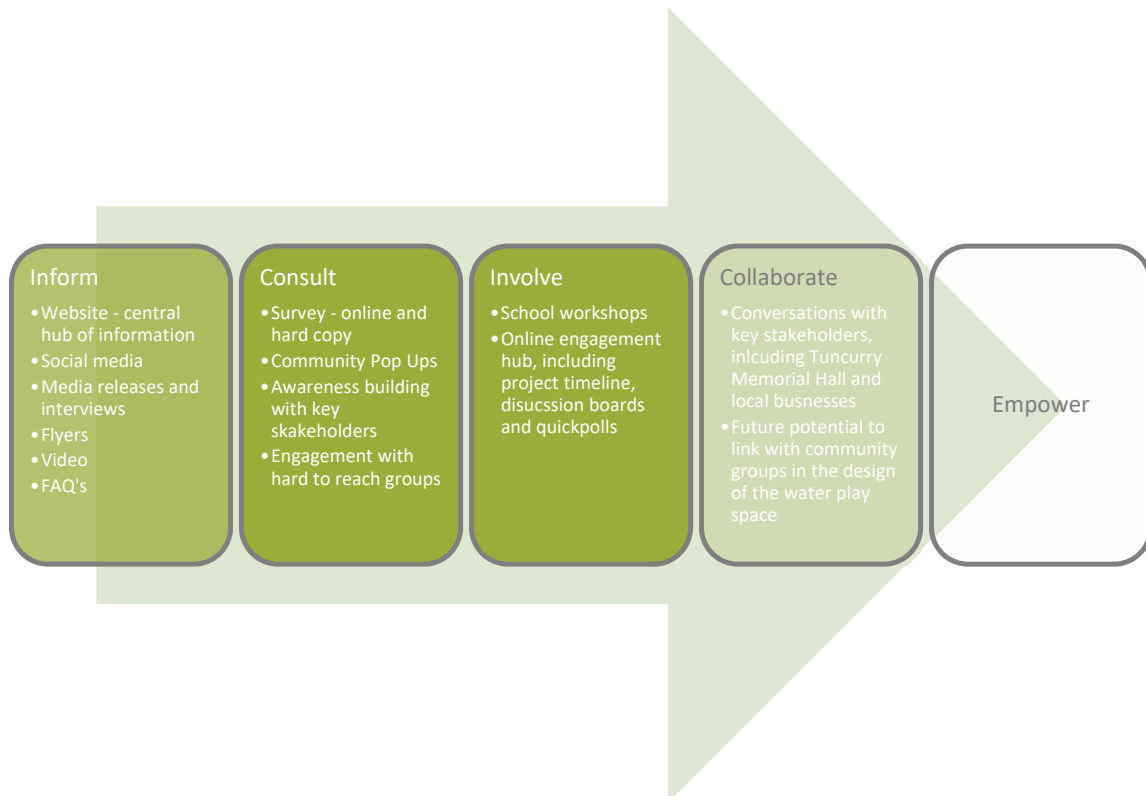 Inform
•Website - central
hub of information
•Social media
•Media releases and
interviews
•Flyers
•Video
•FAQ's
Consult
•Survey - online and
hard copy
•Community Pop Ups
•Awareness building
with key
skakeholders
•Engagement with
hard to reach groups
Involve
•School workshops
•Online engagement
hub, including
project timeline,
disucssion boards
and quickpolls
Collaborate
•Conversations with
key stakeholders,
inlcuding Tuncurry
Memorial Hall and
local busnesses
•Future potential to
link with community
groups in the design
of the water play
space
Empower